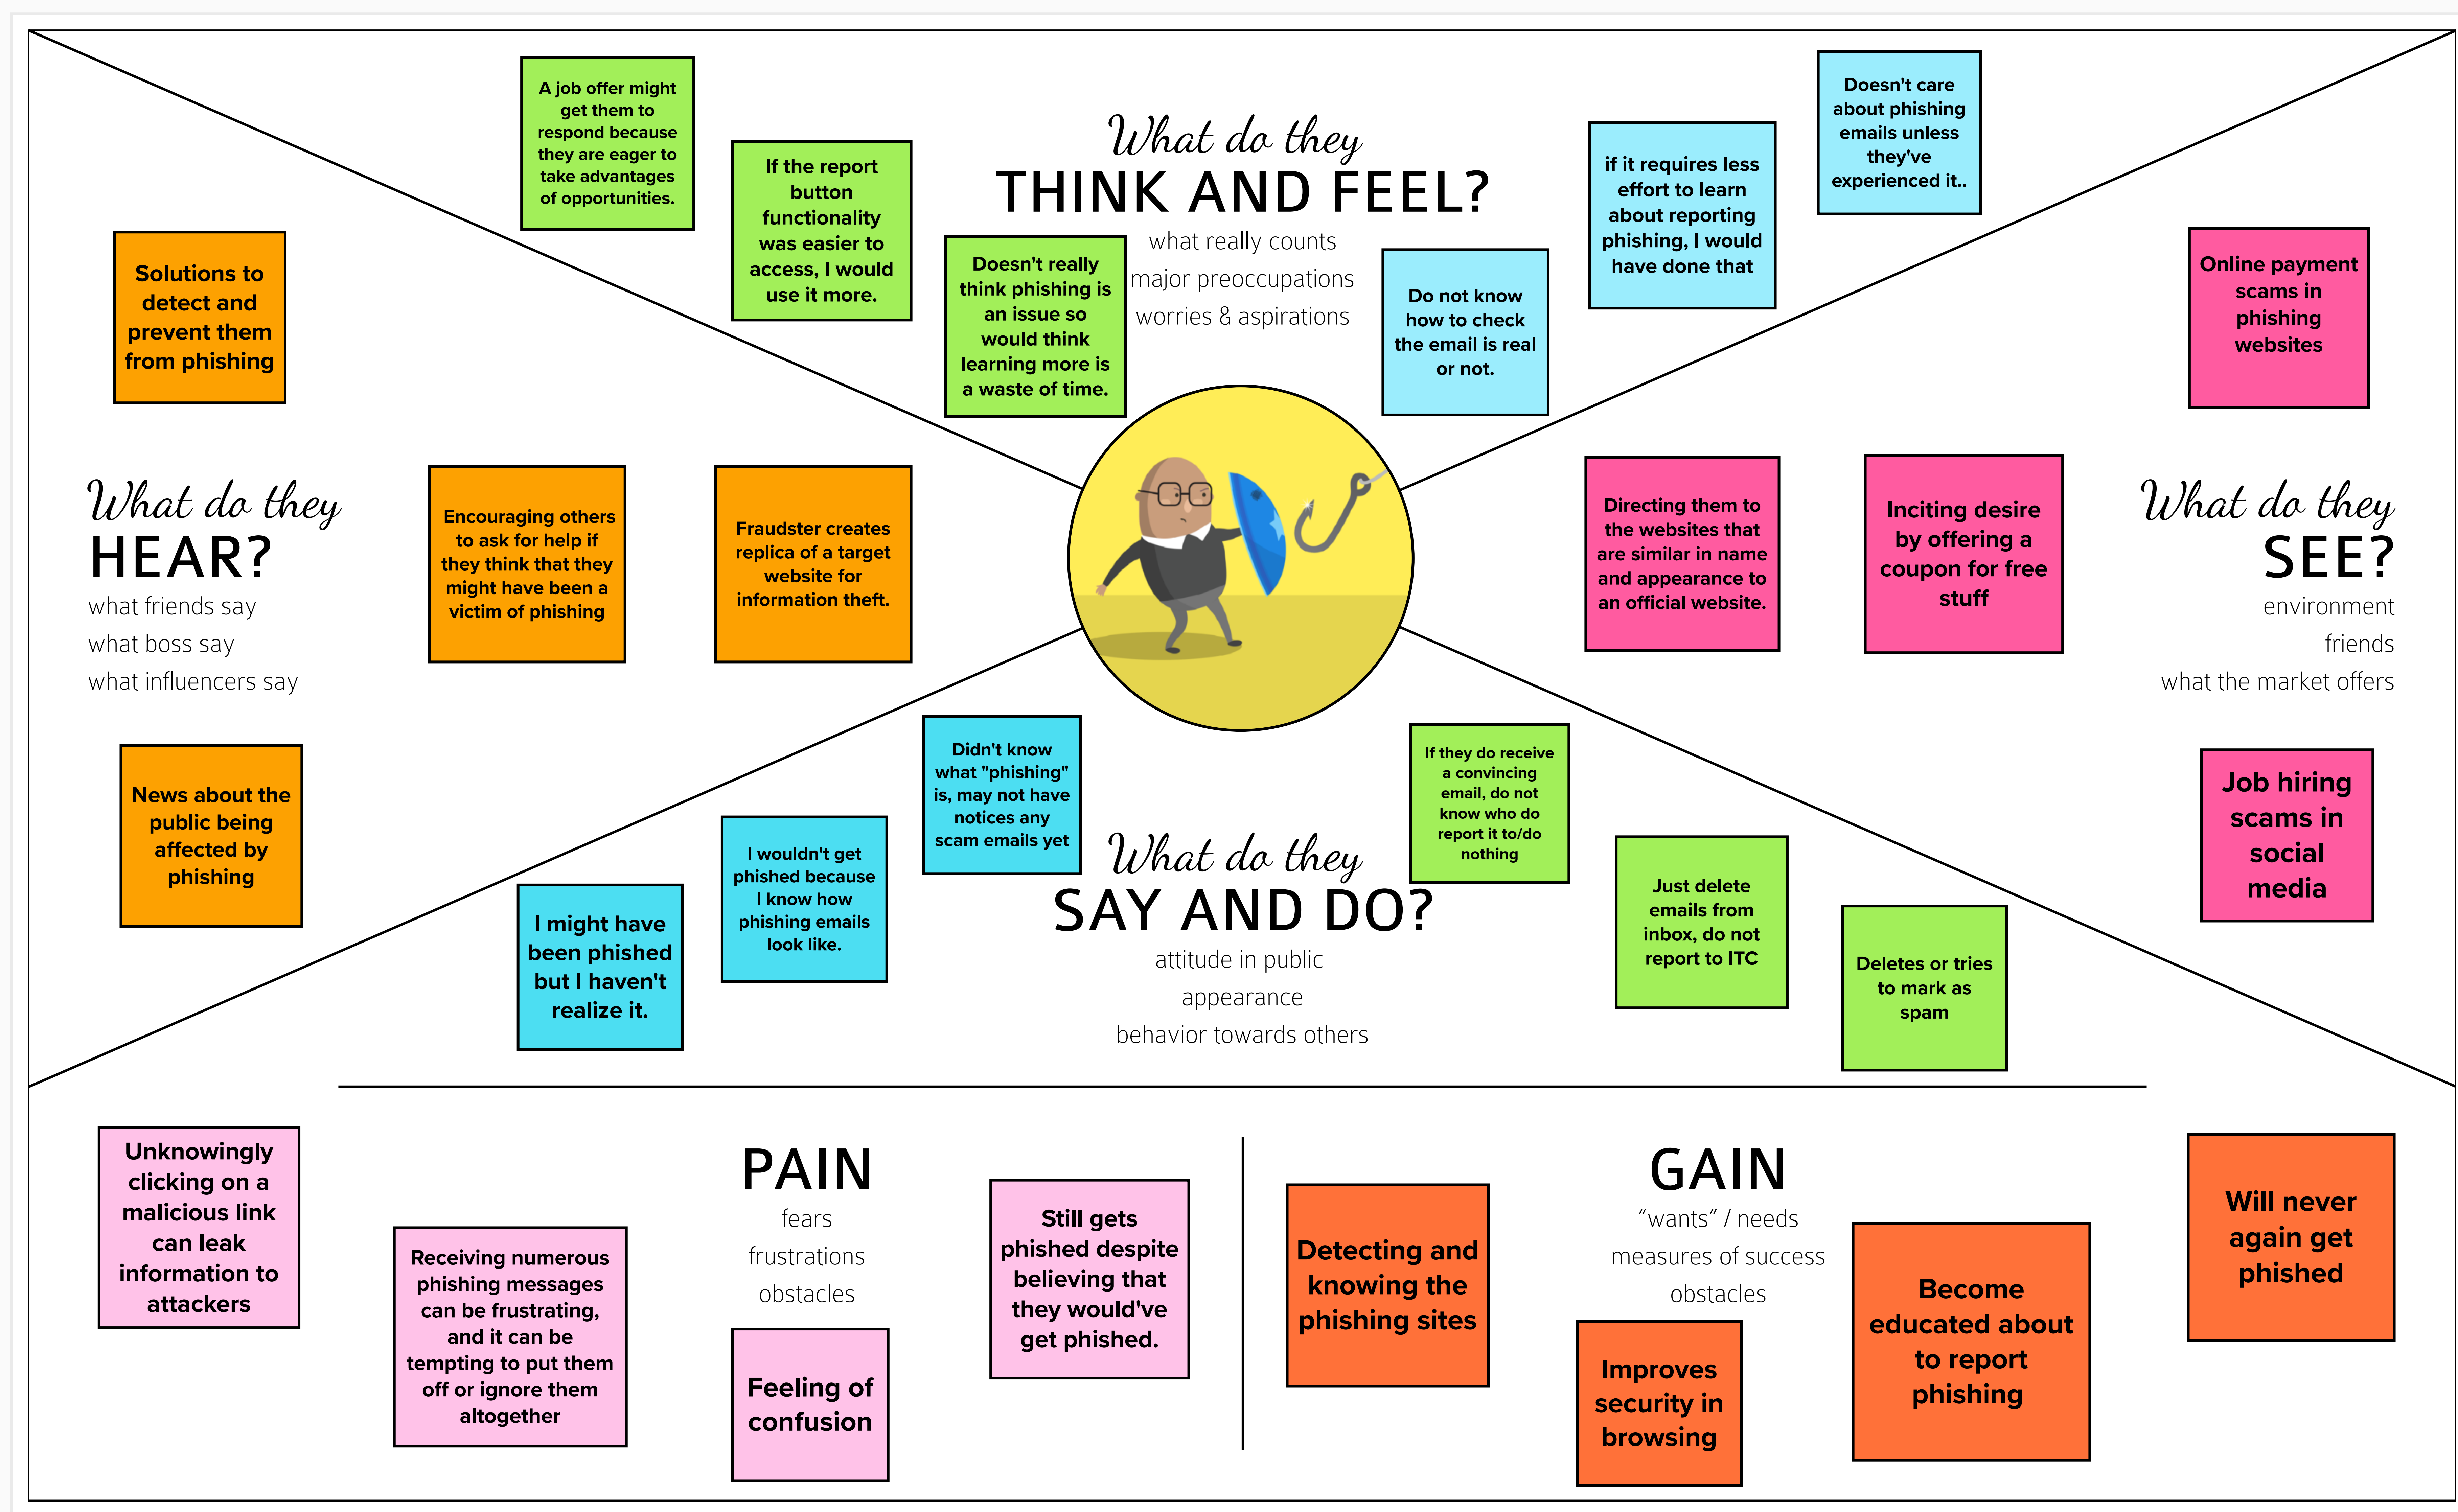 What do they
THINK AND FEEL?
what really counts
major preoccupations
worries & aspirations
A job offer might
get them to
respond because
they are eager to
take advantages
of opportunities.
If the report
button
functionality
was easier to
access, I would
use it more.
Doesn't really
think phishing is
an issue so
would think
learning more is
a waste of time.
Do not know
how to check
the email is real
or not.
if it requires less
effort to learn
about reporting
phishing, I would
have done that
Doesn't care
about phishing
emails unless
they've
experienced it..
What do they
HEAR?
what friends say
what boss say
what influencers say
Solutions to
detect and
prevent them
from phishing
Encouraging others
to ask for help if
they think that they
might have been a
victim of phishing
Fraudster creates
replica of a target
website for
information theft.
News about the
public being
affected by
phishing
What do they
SEE?
environment
friends
what the market offers
Online payment
scams in
phishing
websites
Directing them to
the websites that
are similar in name
and appearance to
an official website.
Inciting desire
by offering a
coupon for free
stuff
Job hiring
scams in
social
media
What do they
SAY AND DO?
attitude in public
appearance
behavior towards others
I might have
been phished
but I haven't
realize it.
I wouldn't get
phished because
I know how
phishing emails
look like.
Didn't know
what "phishing"
is, may not have
notices any
scam emails yet
If they do receive
a convincing
email, do not
know who do
report it to/do
nothing
Just delete
emails from
inbox, do not
report to ITC
Deletes or tries
to mark as
spam
PAIN
fears
frustrations
obstacles
Unknowingly
clicking on a
malicious link
can leak
information to
attackers
Receiving numerous
phishing messages
can be frustrating,
and it can be
tempting to put them
off or ignore them
altogether
Feeling of
confusion
Still gets
phished despite
believing that
they would've
get phished.
GAIN
“wants” / needs
measures of success
obstacles
Detecting and
knowing the
phishing sites
Improves
security in
browsing
Become
educated about
to report
phishing
Will never
again get
phished